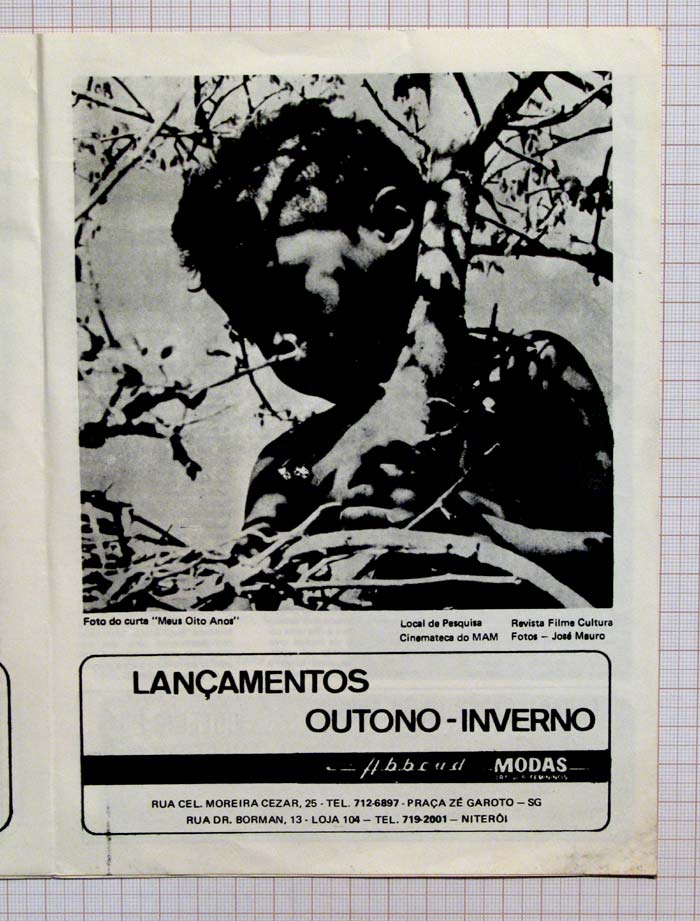 Foto do curta "Meus Oito Anos"
Local de Pesquisa
Cinemateca do MAM
Revista Filme Cultura
Fotos — José Mauro
LANÇAMENTOS
OUTONO - INVERNO
Abboud MODAS
FEMININOS
RUA CEL. MOREIRA CEZAR, 25 - TEL. 712-6897 - PRAÇA ZÉ GAROTO — SG
RUA DR. BORMAN, 13 - LOJA 104 — TEL. 719-2001 — NITERÓI